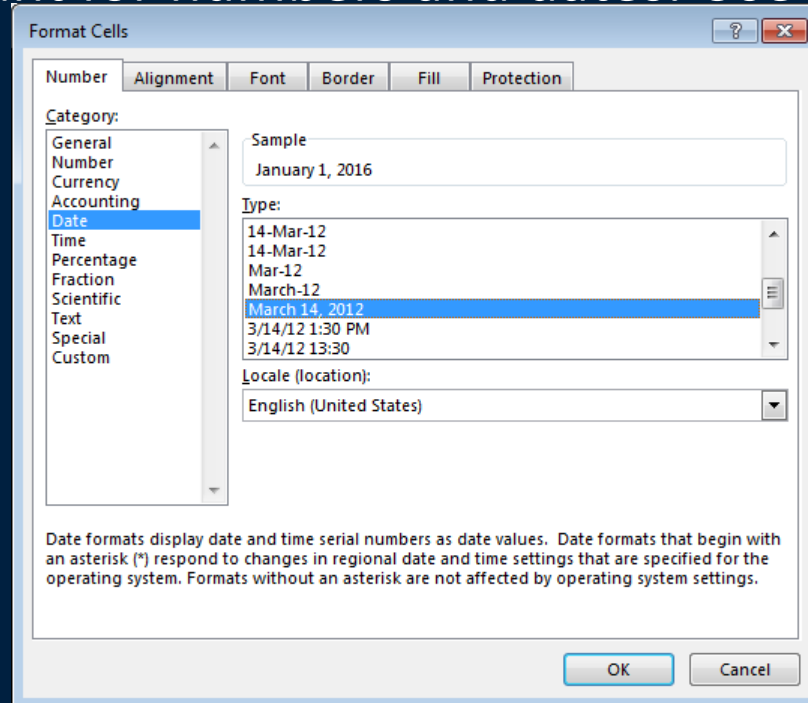 for numbers and dates.
Format Cells
Number Alignment Font Border Fill Protection
Category:
General
Number
Currency
Accounting
Date
Time
Percentage
Fraction
Scientific
Text
Special
Custom
Sample
January 1, 2016
Type:
14-Mar-12
14-Mar-12
Mar-12
March-12
March 14, 2012
3/14/12 1:30 PM
3/14/12 13:30
Locale (location):
English (United States)
Date formats display date and time serial numbers as date values. Date formats that begin with
an asterisk (*) respond to changes in regional date and time settings that are specified for the
operating system. Formats without an asterisk are not affected by operating system settings.
OK Cancel